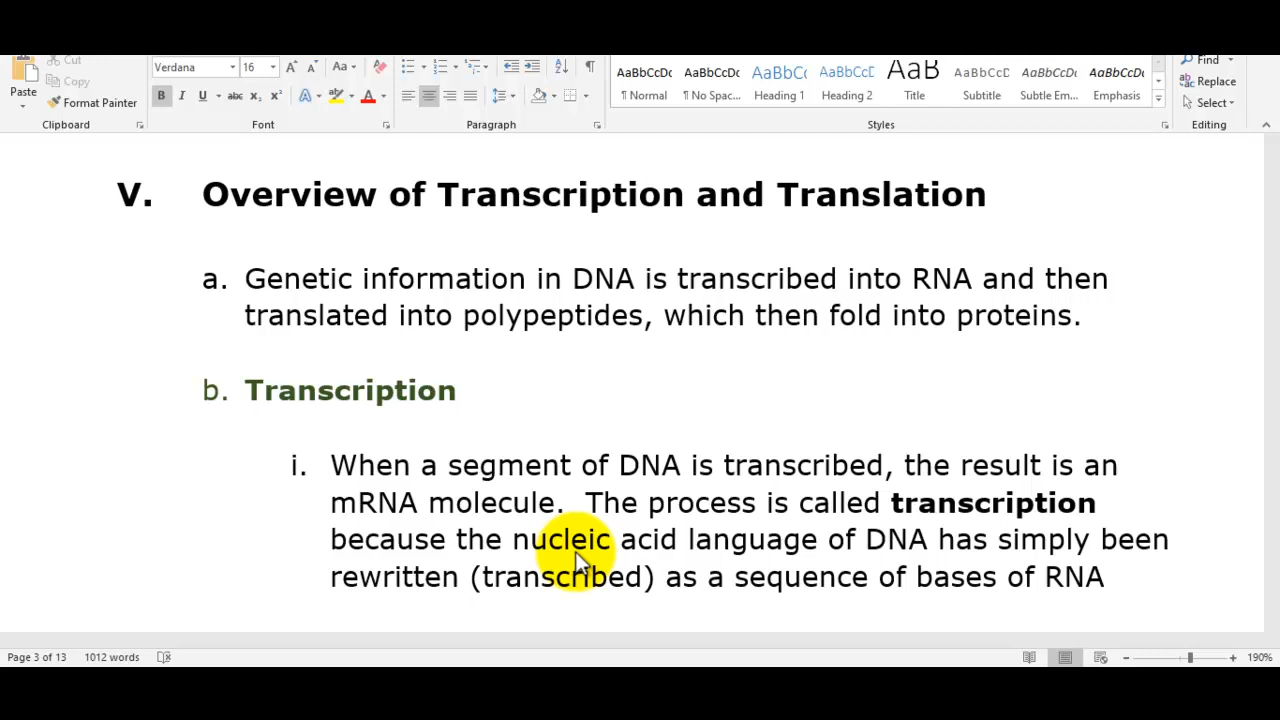 Cut
Copy
Paste
Format Painter
Clipboard
Verdana
16
A A
Aa
B I U abc x₂ x² A A
Font
Paragraph
AaBbCcDc AaBbCcDc AaBbCc AaBbCcC AaB AaBbCcD AaBbCcDc AaBbCcDc
¶ Normal ¶ No Spac... Heading 1 Heading 2 Title Subtitle Subtle Em... Emphasis
Styles
Find
Replace
Select
Editing
V. Overview of Transcription and Translation
a. Genetic information in DNA is transcribed into RNA and then
translated into polypeptides, which then fold into proteins.
b. Transcription
i. When a segment of DNA is transcribed, the result is an
mRNA molecule. The process is called transcription
because the nucleic acid language of DNA has simply been
rewritten (transcribed) as a sequence of bases of RNA
Page 3 of 13 1012 words 190%